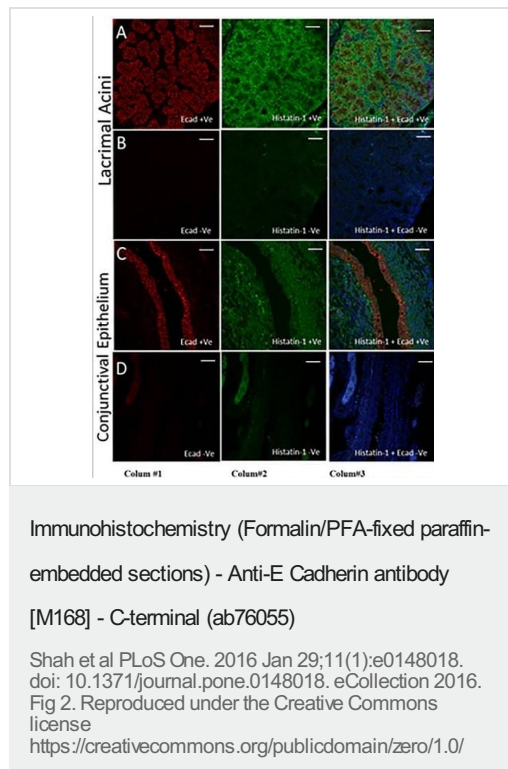 Lacrimal Acini
A
Ecad +Ve
Histatin-1 +Ve
Histatin-1 + Ecad +Ve
B
Ecad -Ve
Histatin-1 -Ve
Histatin-1 + Ecad -Ve
Conjunctival Epithelium
C
Ecad +Ve
Histatin-1 +Ve
Histatin-1 + Ecad +Ve
D
Ecad -Ve
Histatin-1 -Ve
Histatin-1 + Ecad -Ve
Colum #1
Colum#2
Colum#3
Immunohistochemistry (Formalin/PFA-fixed paraffin-
embedded sections) - Anti-E Cadherin antibody
[M168] - C-terminal (ab76055)
Shah et al PLoS One. 2016 Jan 29;11(1):e0148018.
doi: 10.1371/journal.pone.0148018. eCollection 2016.
Fig 2. Reproduced under the Creative Commons
license
https://creativecommons.org/publicdomain/zero/1.0/